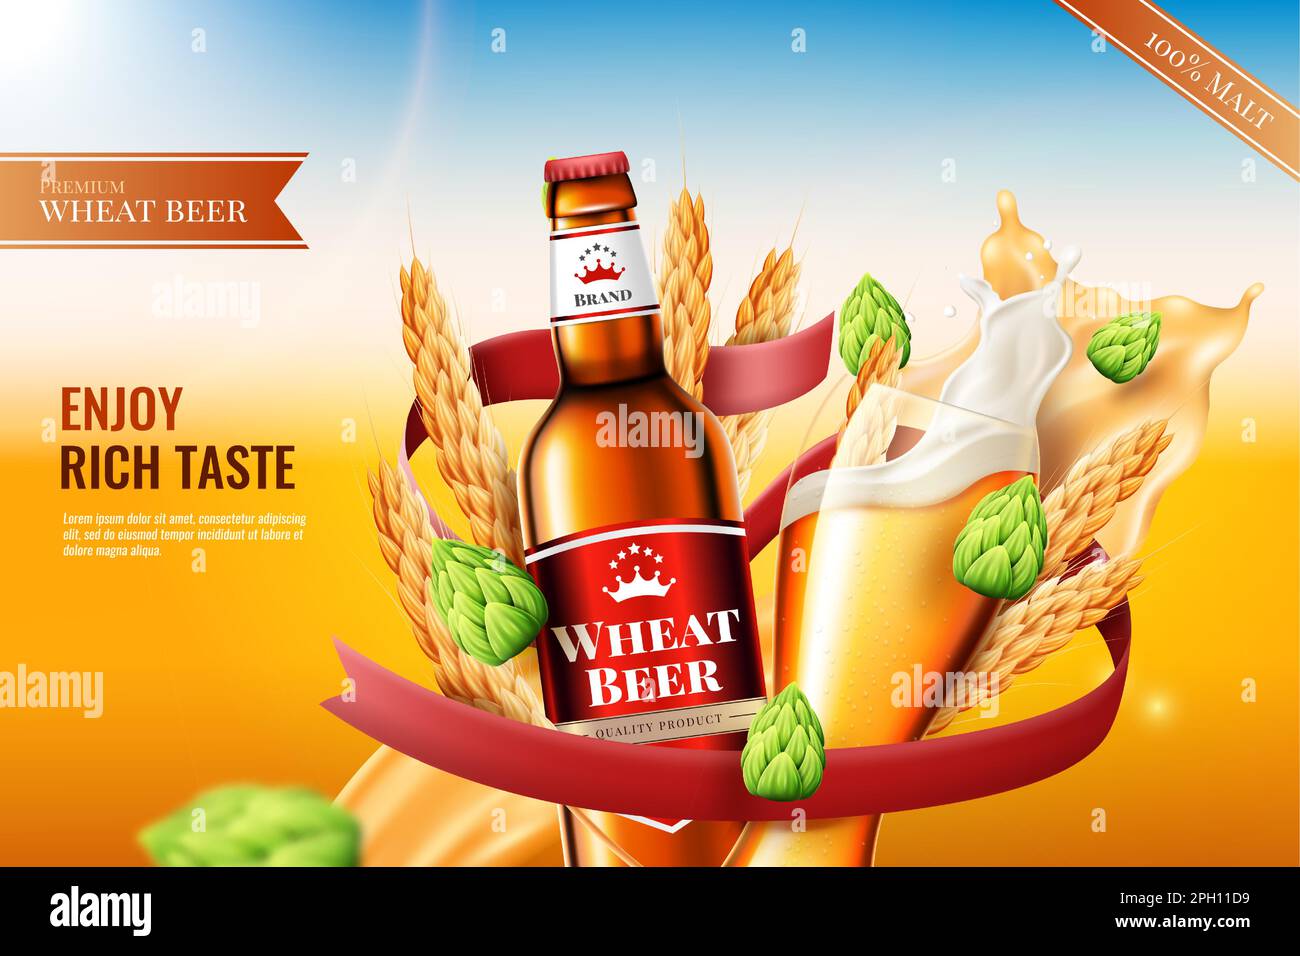 100% MALT
PREMIUM
WHEAT BEER
BRAND
ENJOY
RICH TASTE
Lorem ipsum dolor sit amet, consectetur adipiscing
elit, sed do eiusmod tempor incididunt ut labore et
dolore magna aliqua.
WHEAT
BEER
QUALITY PRODUCT
alamy
alamy
alamy
alamy
alamy
Image ID: 2PH11D9
www.alamy.com